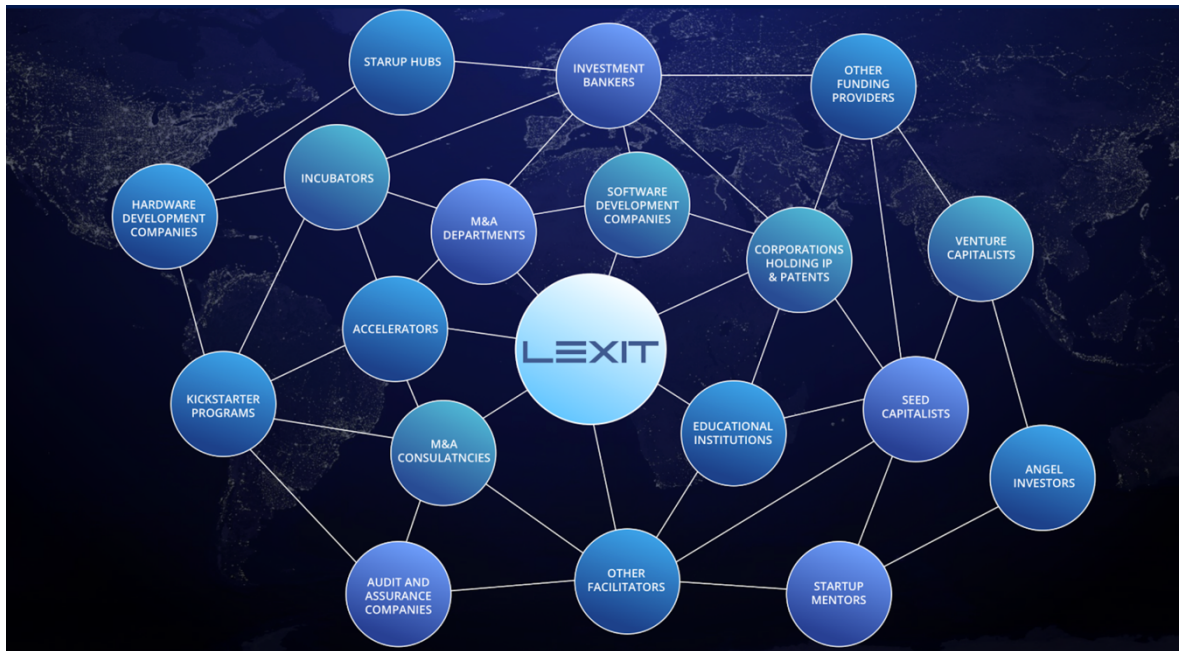 STARUP HUBS
INVESTMENT
BANKERS
OTHER
FUNDING
PROVIDERS
INCUBATORS
HARDWARE
DEVELOPMENT
COMPANIES
M&A
DEPARTMENTS
SOFTWARE
DEVELOPMENT
COMPANIES
CORPORATIONS
HOLDING IP
& PATENTS
VENTURE
CAPITALISTS
ACCELERATORS
LEXIT
KICKSTARTER
PROGRAMS
M&A
CONSULATNCIES
EDUCATIONAL
INSTITUTIONS
SEED
CAPITALISTS
ANGEL
INVESTORS
AUDIT AND
ASSURANCE
COMPANIES
OTHER
FACILITATORS
STARTUP
MENTORS